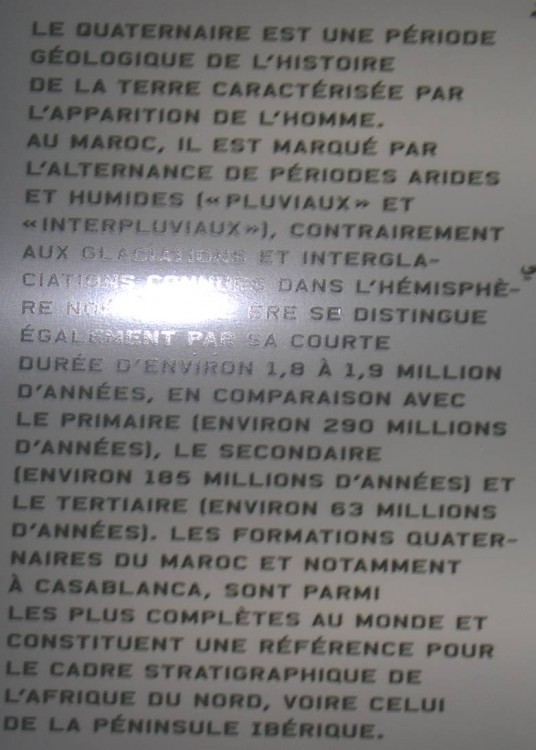 LE QUATERNAIRE EST UNE PÉRIODE
GÉOLOGIQUE DE L'HISTOIRE
DE LA TERRE CARACTÉRISÉE PAR
L'APPARITION DE L'HOMME.
AU MAROC, IL EST MARQUÉ PAR
L'ALTERNANCE DE PÉRIODES ARIDES
ET HUMIDES («PLUVIAUX» ET
«INTERPLUVIAUX»), CONTRAIREMENT
AUX GLACIATIONS ET INTERGLA-
CIATIONS CONNUES DANS L'HÉMISPHÈ-
RE ERE SE DISTINGUE
ÉGALEMENT PAR SA COURTE
DURÉE D'ENVIRON 1,8 À 1,9 MILLION
D'ANNÉES, EN COMPARAISON AVEC
LE PRIMAIRE (ENVIRON 290 MILLIONS
D'ANNÉES), LE SECONDAIRE
(ENVIRON 185 MILLIONS D'ANNÉES) ET
LE TERTIAIRE (ENVIRON 63 MILLIONS
D'ANNÉES). LES FORMATIONS QUATER-
NAIRES DU MAROC ET NOTAMMENT
À CASABLANCA, SONT PARMI
LES PLUS COMPLÈTES AU MONDE ET
CONSTITUENT UNE RÉFÉRENCE POUR
LE CADRE STRATIGRAPHIQUE DE
L'AFRIQUE DU NORD, VOIRE CELUI
DE LA PÉNINSULE IBÉRIQUE.